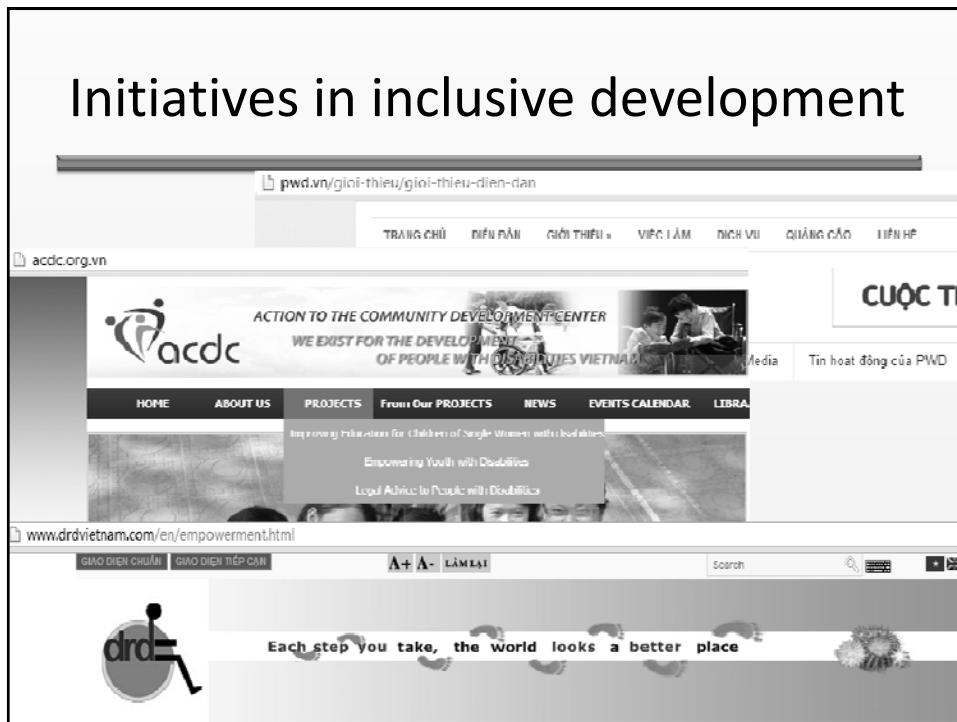 Initiatives in inclusive development
pwd.vn/gioi-thieu/gioi-thieu-dien-dan
TRANG CHỦ DIỄN ĐÀN GIỚI THIỆU » VIỆC LÀM DỊCH VỤ QUẢNG CÁO LIÊN HỆ
CUỘC T
Media Tin hoat đông của PWD
acdc.org.vn
acdc
ACTION TO THE COMMUNITY DEVELOPMENT CENTER
WE EXIST FOR THE DEVELOPMENT
OF PEOPLE WITH DISABILITIES VIETNAM
HOME ABOUT US PROJECTS From Our PROJECTS NEWS EVENTS CALENDAR LIBRA
Improving Education for Children of Single Women with disabilities
Empowering Youth with Disabilities
Legal Advice to People with Disabilities
www.drdvietnam.com/en/empowerment.html
GIAO DIỆN CHUẨN GIAO DIỆN TIẾP CẬN A+ A- LÀM LẠI Search
drd
Each step you take, the world looks a better place